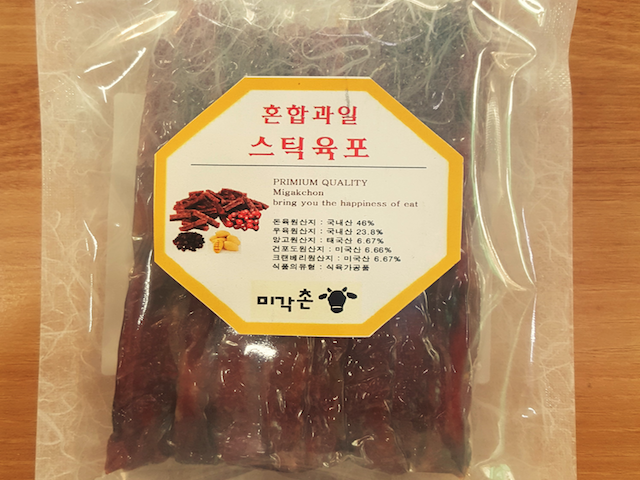 혼합과일
스틱육포
PRIMIUM QUALITY
Migakchon
bring you the happiness of eat
돈육원산지 : 국내산 46%
우육원산지 : 국내산 23.8%
망고원산지 : 태국산 6.67%
건포도원산지 : 미국산 6.66%
크랜베리원산지 : 미국산 6.67%
식품의유형 : 식육가공품
미각촌